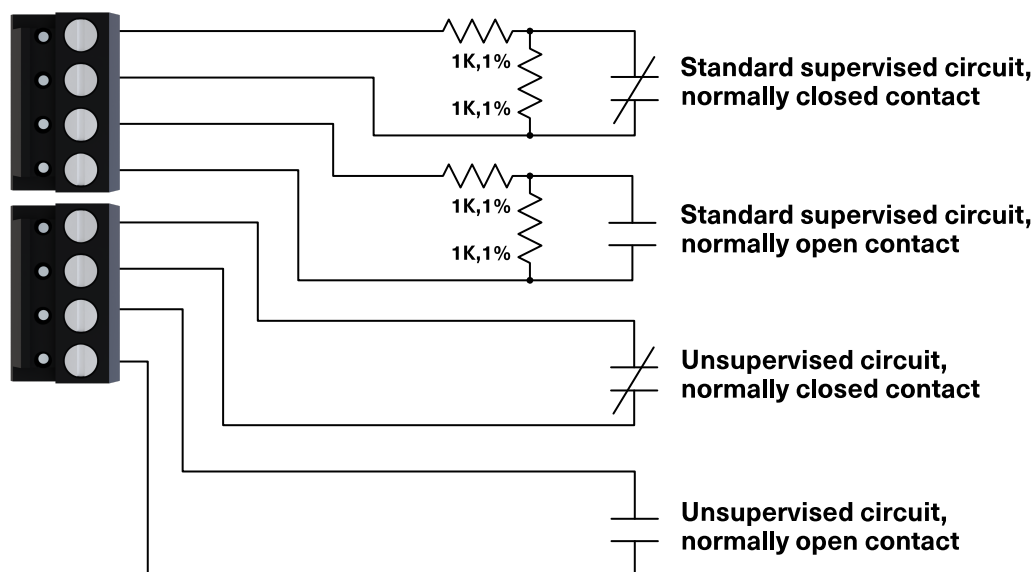 1K,1%
1K,1%
Standard supervised circuit,
normally closed contact
1K,1%
1K,1%
Standard supervised circuit,
normally open contact
Unsupervised circuit,
normally closed contact
Unsupervised circuit,
normally open contact